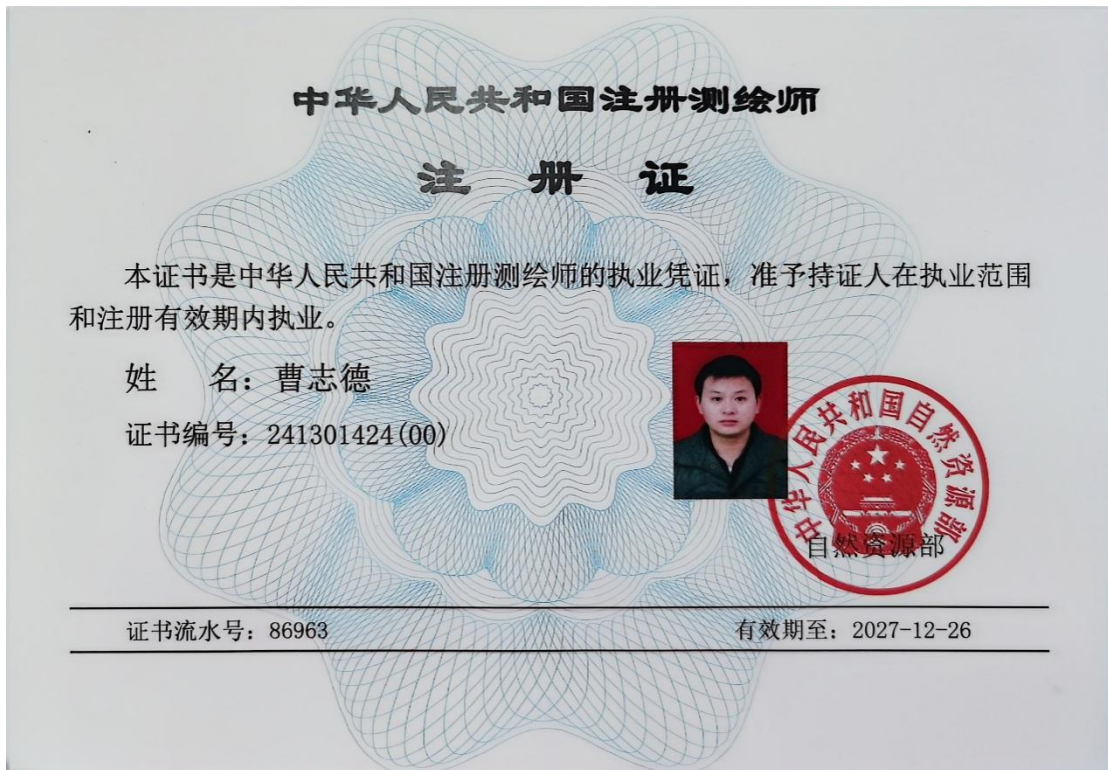 中华人民共和国注册测绘师
注 册 证
本证书是中华人民共和国注册测绘师的执业凭证，准予持证人在执业范围
和注册有效期内执业。
姓 名：曹志德
证书编号：241301424(00)
中华人民共和国自然资源部
自然资源部
证书流水号：86963
有效期至：2027-12-26